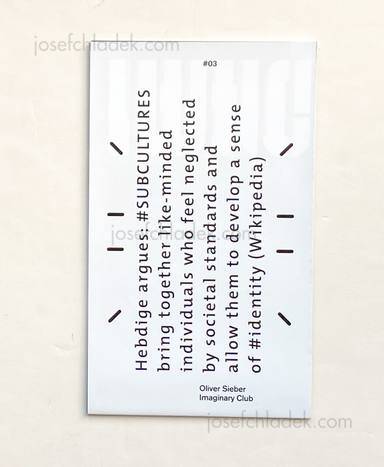 josefchladek.com
#03
Hebdige argues: #SUBCULTURES
bring together like-minded
individuals who feel neglected
by societal standards and
allow them to develop a sense
of #identity (Wikipedia)
josefchladek.com
Oliver Sieber
Imaginary Club
josefchladek.com